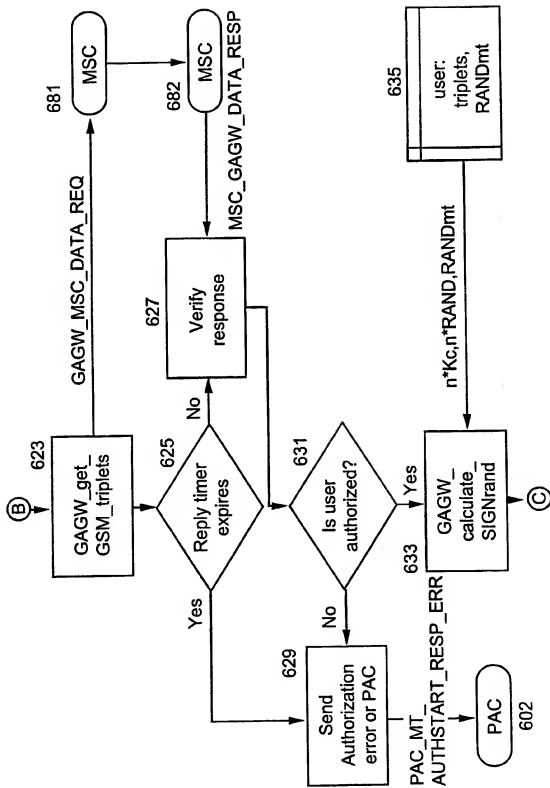 B
623
GAGW_get_
GSM_triplets
GAGW_MSC_DATA_REQ
681
MSC
682
MSC
MSC_GAGW_DATA_RESP
625
Reply timer
expires
Yes
No
627
Verify
response
631
Is user
authorized?
No
Yes
629
Send
Authorization
error or PAC
PAC_MT_
AUTHSTART_RESP_ERR
PAC
602
633
GAGW_
calculate_
SIGNrand
C
n*Kc,n*RAND,RANDmt
635
user:
triplets,
RANDmt